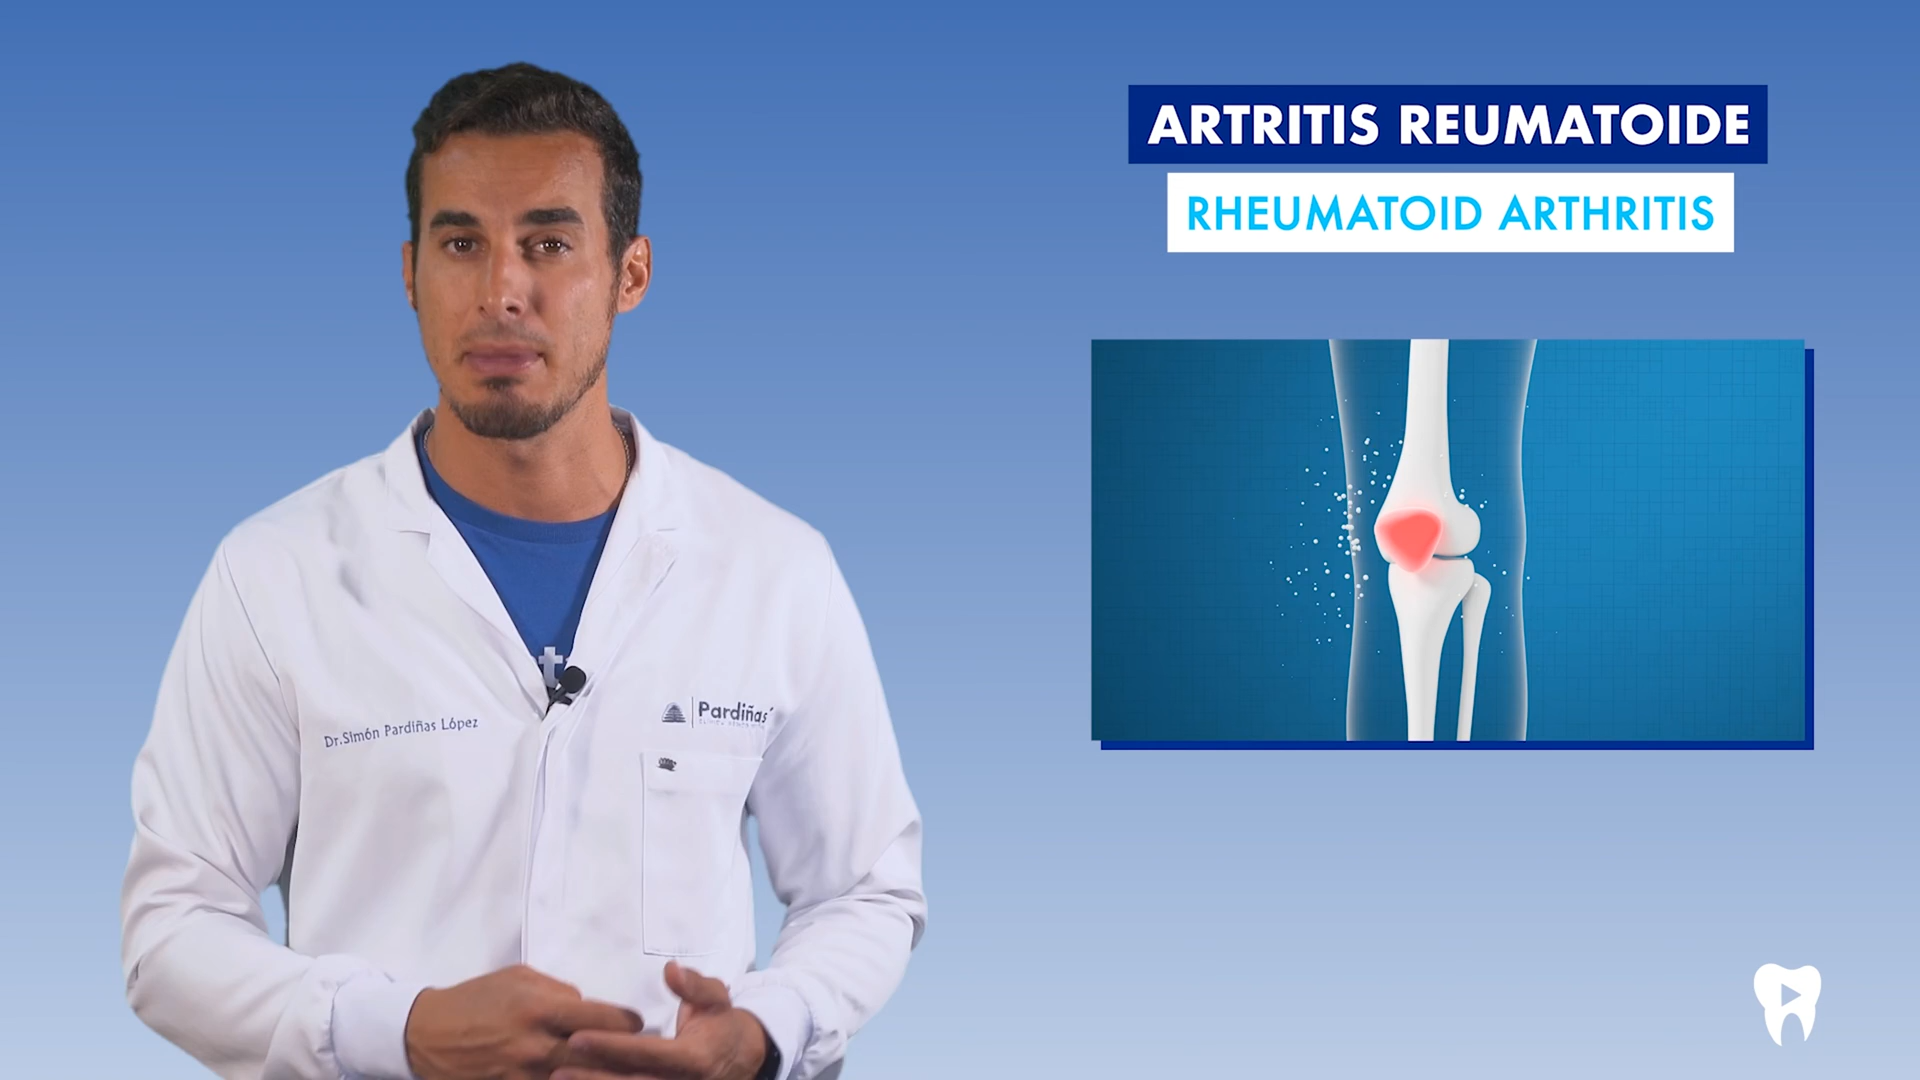 ARTRITIS REUMATOIDE
RHEUMATOID ARTHRITIS
Dr.Simón Pardiñas López
Pardiñas